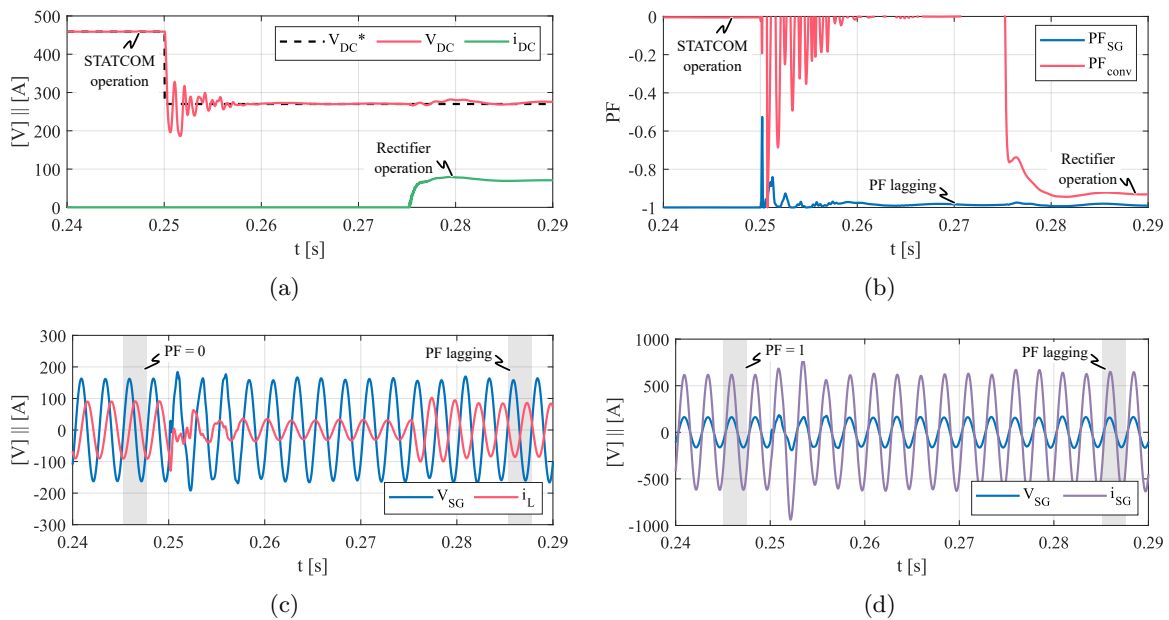 500
400
300
200
100
0
[V] || [A]
STATCOM
operation
V_DC* V_DC i_DC
Rectifier
operation
0.24 0.25 0.26 0.27 0.28 0.29
t [s]
(a)
0
-0.2
-0.4
-0.6
-0.8
-1
PF
STATCOM
operation
PF_SG
PF_conv
PF lagging
Rectifier
operation
0.24 0.25 0.26 0.27 0.28 0.29
t [s]
(b)
300
200
100
0
-100
-200
-300
[V] || [A]
PF = 0
PF lagging
V_SG i_L
0.24 0.25 0.26 0.27 0.28 0.29
t [s]
(c)
1000
500
0
-500
-1000
[V] || [A]
PF = 1
PF lagging
V_SG i_SG
0.24 0.25 0.26 0.27 0.28 0.29
t [s]
(d)